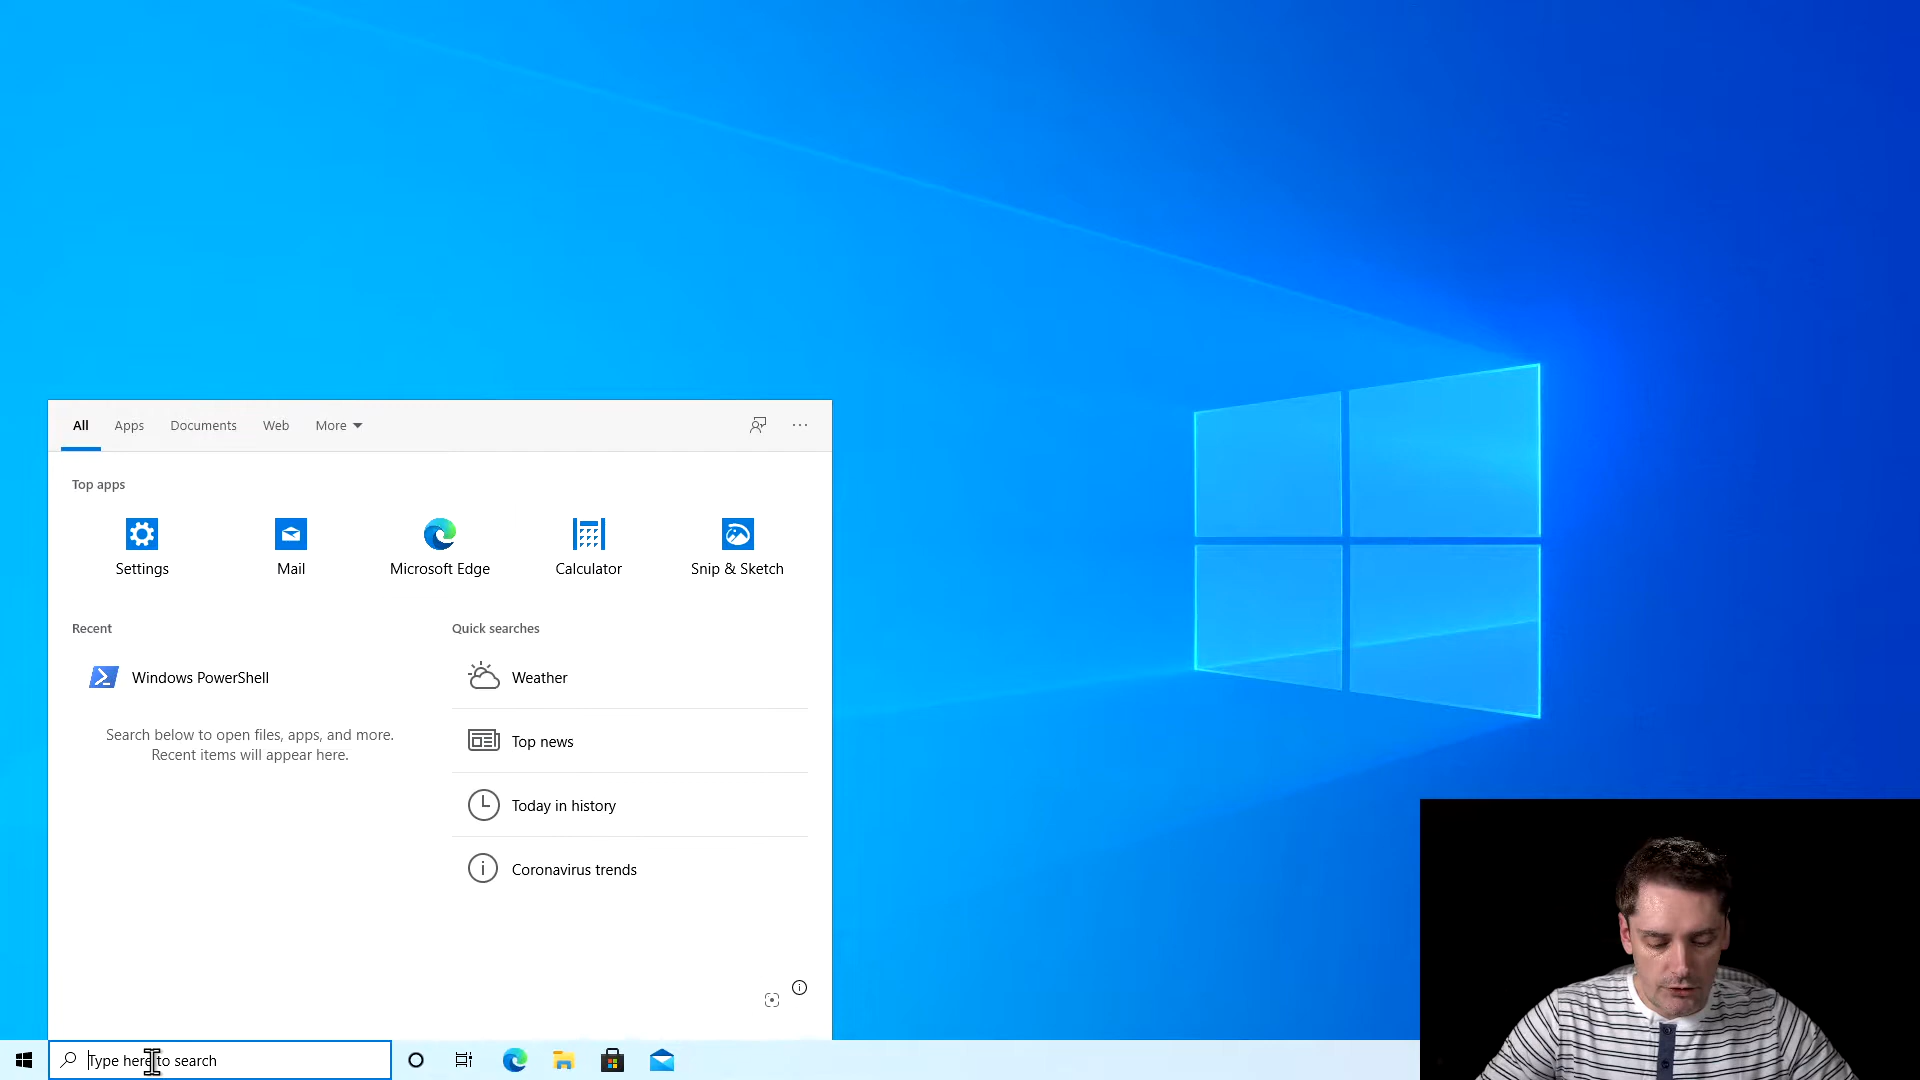 All Apps Documents Web More
Top apps
Settings Mail Microsoft Edge Calculator Snip & Sketch
Recent
Windows PowerShell
Search below to open files, apps, and more.
Recent items will appear here.
Quick searches
Weather
Top news
Today in history
Coronavirus trends
Type here to search